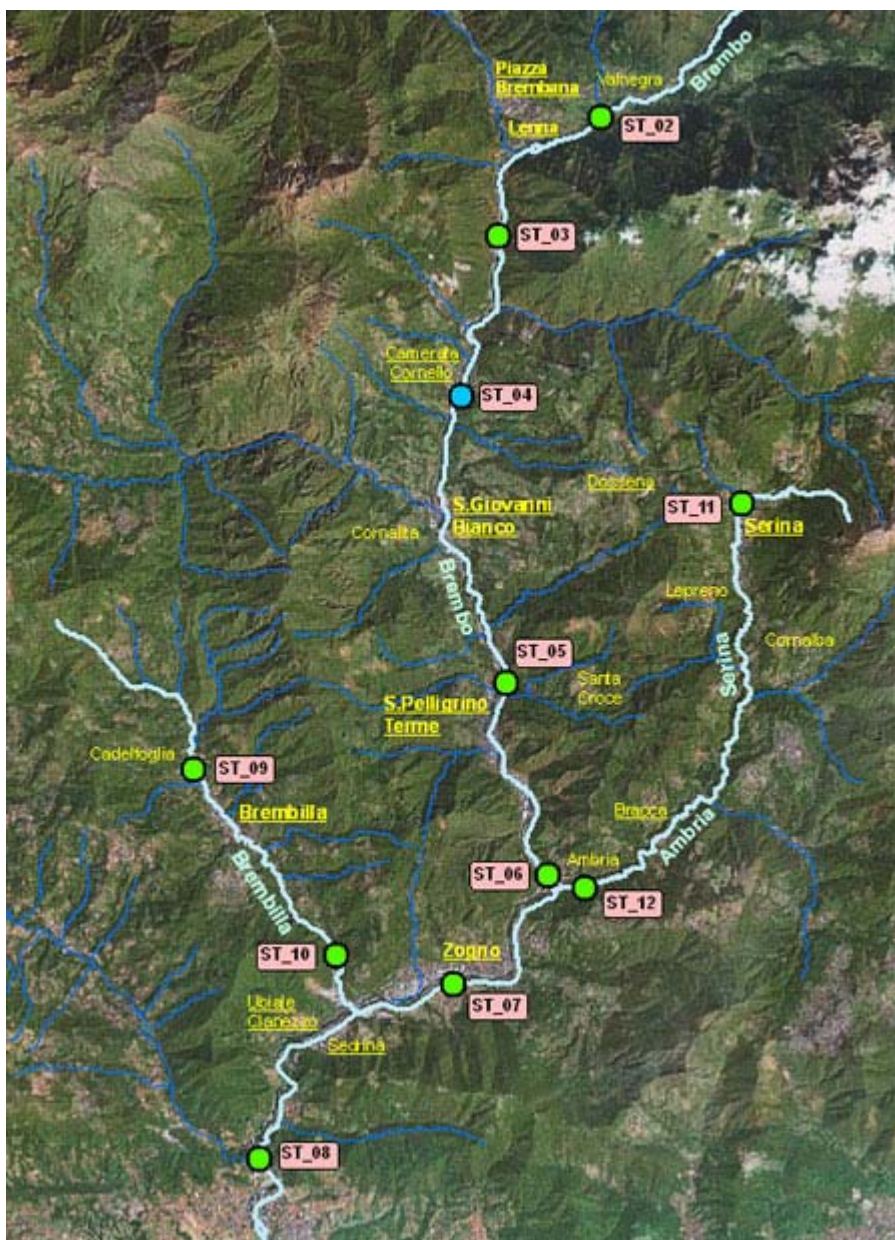 Piazza
Brembana
Valnegra
Brembo
Lenna
ST_02
ST_03
Camerata
Cornello
ST_04
Dossena
ST_11
S.Giovanni
Bianco
Serina
Cornalita
Brembo
Lepreno
Cornalba
Serina
ST_05
Santa
Croce
S.Pelligrino
Terme
Cadelfoglia
ST_09
Brembilla
Bracca
Ambria
Brembilla
ST_06
Ambria
ST_12
Zogno
ST_10
ST_07
Ubiale
Clanezzo
Sedrina
ST_08